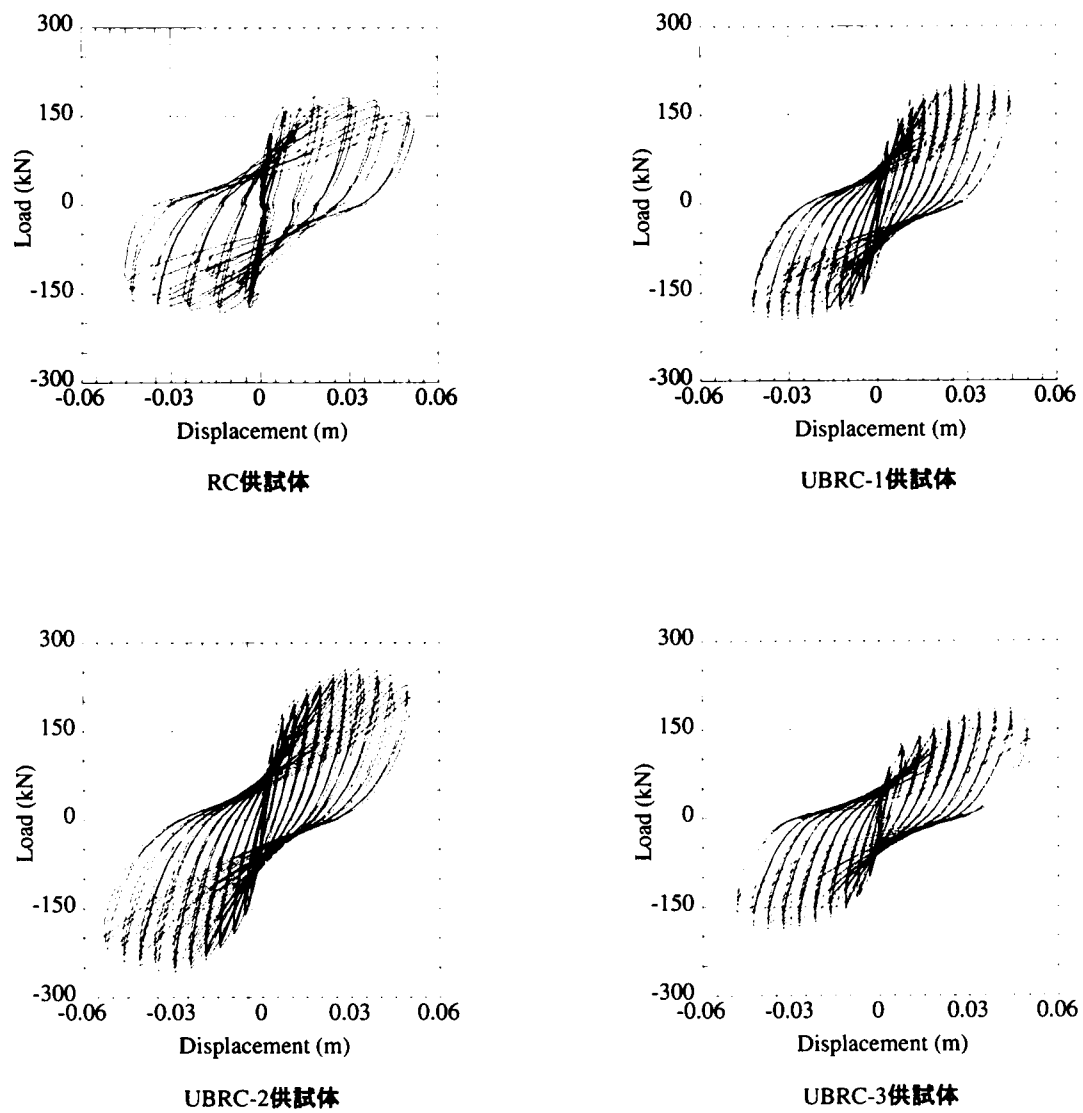 300
150
0
-150
-300
Load (kN)
-0.06 -0.03 0 0.03 0.06
Displacement (m)
RC供試体
300
150
0
-150
-300
Load (kN)
-0.06 -0.03 0 0.03 0.06
Displacement (m)
UBRC-1供試体
300
150
0
-150
-300
Load (kN)
-0.06 -0.03 0 0.03 0.06
Displacement (m)
UBRC-2供試体
300
150
0
-150
-300
Load (kN)
-0.06 -0.03 0 0.03 0.06
Displacement (m)
UBRC-3供試体